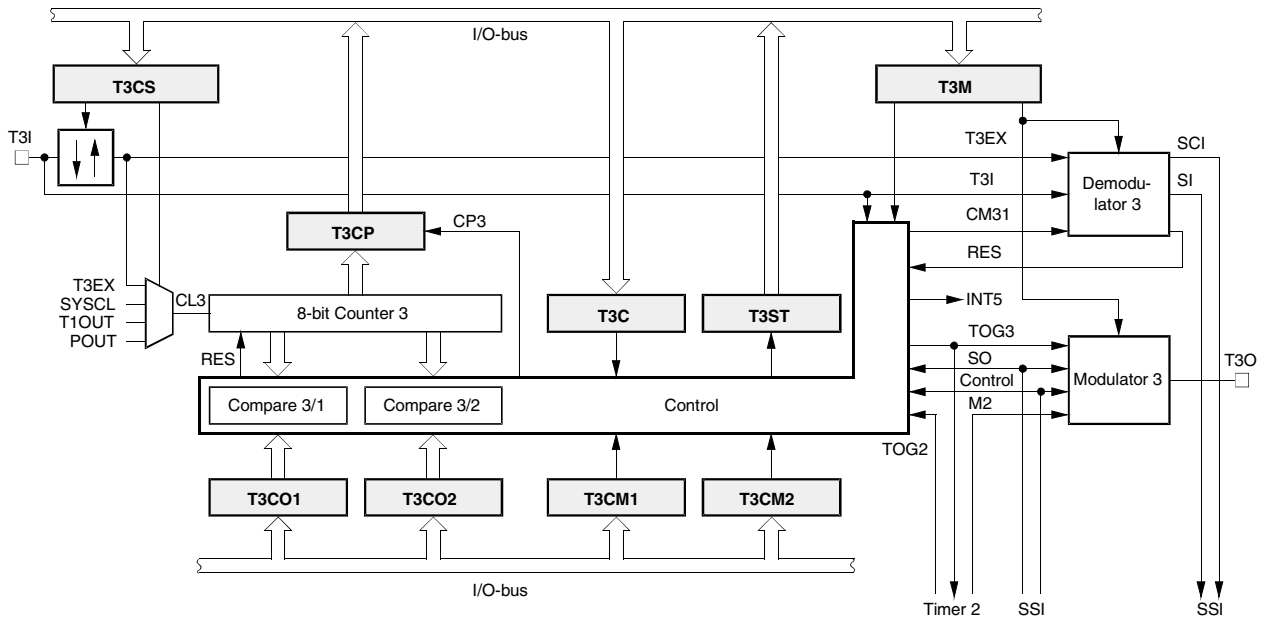 I/O-bus
T3CS
T3M
T3I
T3EX
SCI
Demodu-
lator 3
T3I
SI
T3CP
CP3
CM31
RES
T3EX
SYSCL
T1OUT
POUT
CL3
8-bit Counter 3
T3C
T3ST
INT5
RES
TOG3
SO
Control
M2
Modulator 3
T3O
Compare 3/1
Compare 3/2
Control
TOG2
T3CO1
T3CO2
T3CM1
T3CM2
I/O-bus
Timer 2
SSI
SSI